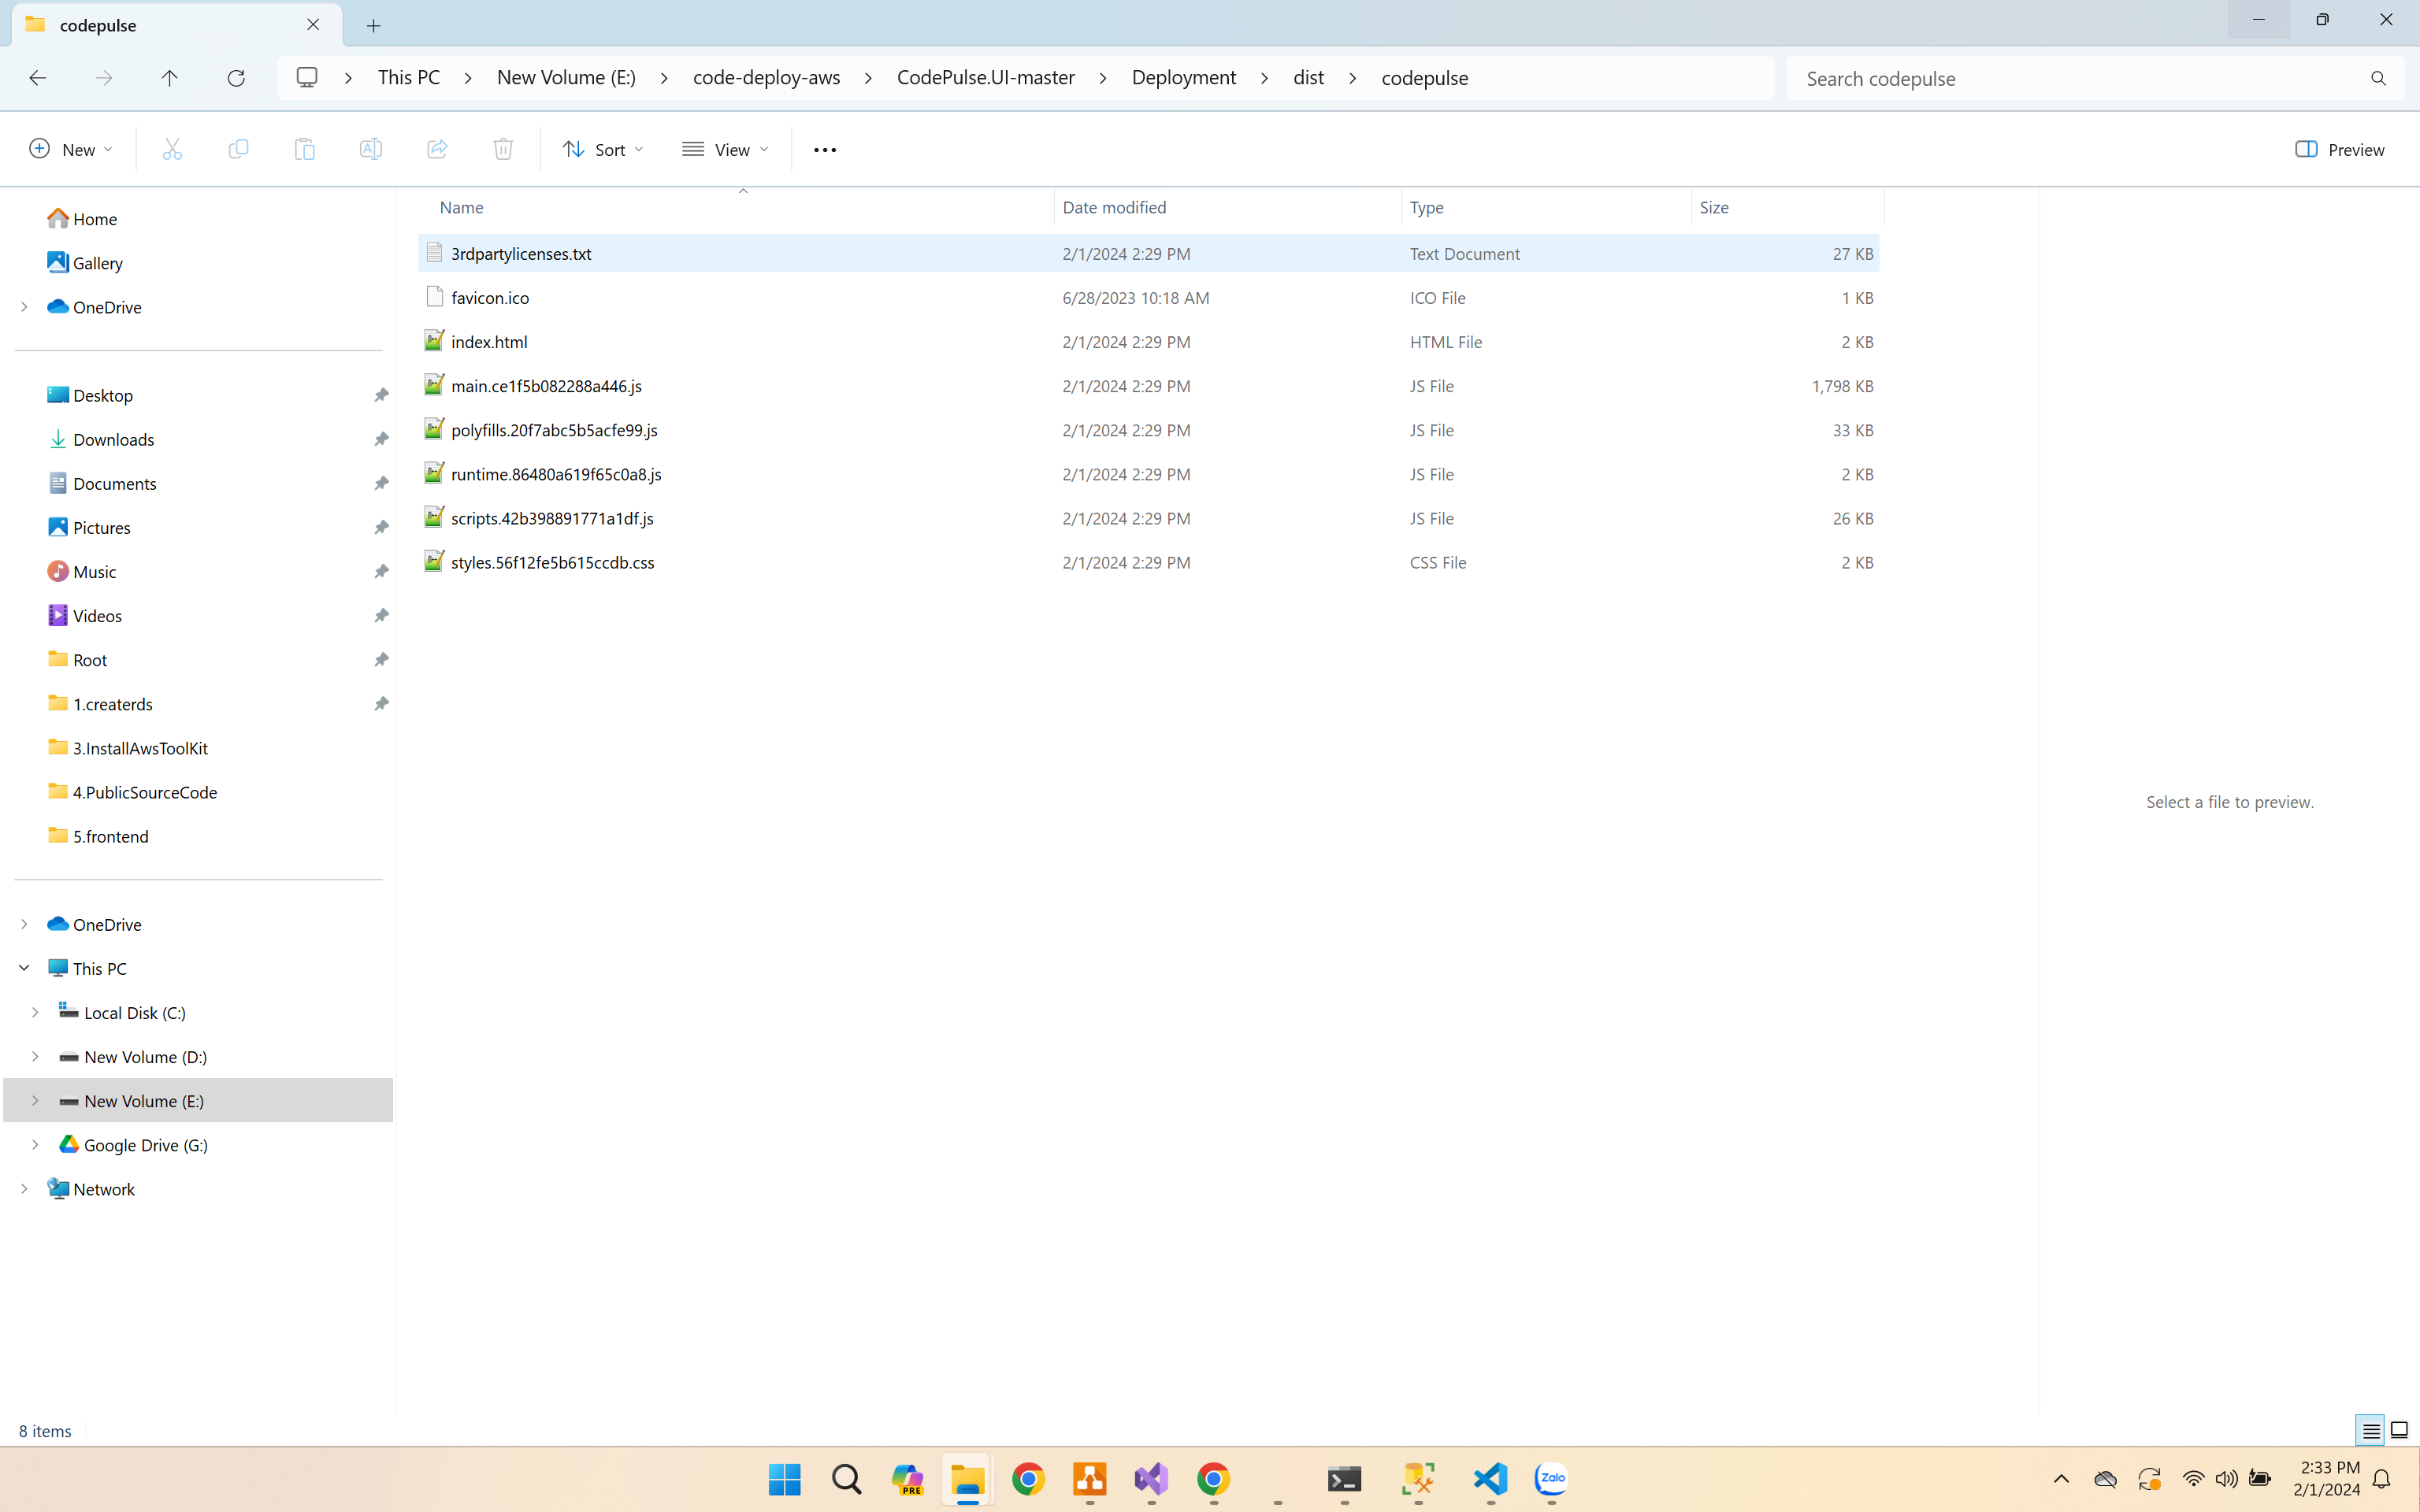 codepulse
This PC > New Volume (E:) > code-deploy-aws > CodePulse.UI-master > Deployment > dist > codepulse
Search codepulse
New
Sort
View
Preview
Home
Gallery
OneDrive
Desktop
Downloads
Documents
Pictures
Music
Videos
Root
1.createrds
3.InstallAwsToolKit
4.PublicSourceCode
5.frontend
OneDrive
This PC
Local Disk (C:)
New Volume (D:)
New Volume (E:)
Google Drive (G:)
Network
Name Date modified Type Size
3rdpartylicenses.txt 2/1/2024 2:29 PM Text Document 27 KB
favicon.ico 6/28/2023 10:18 AM ICO File 1 KB
index.html 2/1/2024 2:29 PM HTML File 2 KB
main.ce1f5b082288a446.js 2/1/2024 2:29 PM JS File 1,798 KB
polyfills.20f7abc5b5acfe99.js 2/1/2024 2:29 PM JS File 33 KB
runtime.86480a619f65c0a8.js 2/1/2024 2:29 PM JS File 2 KB
scripts.42b398891771a1df.js 2/1/2024 2:29 PM JS File 26 KB
styles.56f12fe5b615ccdb.css 2/1/2024 2:29 PM CSS File 2 KB
Select a file to preview.
8 items
PRE
Zalo
2:33 PM
2/1/2024